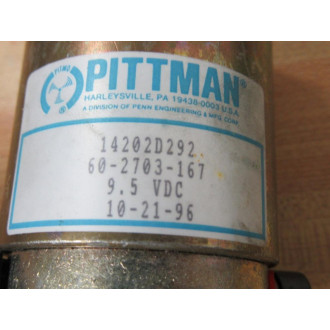 PITMO
PITTMAN®
HARLEYSVILLE, PA 19438-0003 U.S.A.
A DIVISION OF PENN ENGINEERING & MFG. CORP.
14202D292
60-2703-167
9.5 VDC
10-21-96